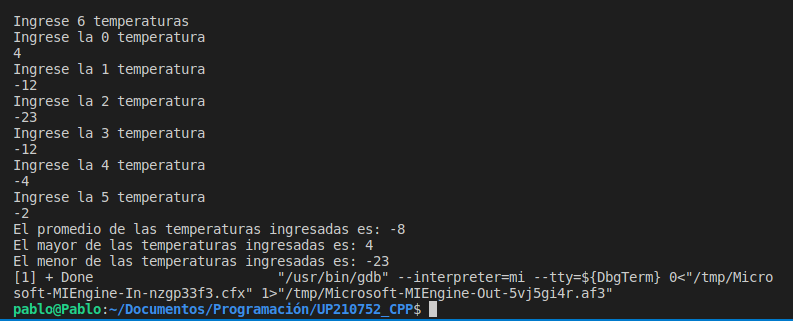 Ingrese 6 temperaturas
Ingrese la 0 temperatura
4
Ingrese la 1 temperatura
-12
Ingrese la 2 temperatura
-23
Ingrese la 3 temperatura
-12
Ingrese la 4 temperatura
-4
Ingrese la 5 temperatura
-2
El promedio de las temperaturas ingresadas es: -8
El mayor de las temperaturas ingresadas es: 4
El menor de las temperaturas ingresadas es: -23
[1] + Done                       "/usr/bin/gdb" --interpreter=mi --tty=${DbgTerm} 0<"/tmp/Micro
soft-MIEngine-In-nzgp33f3.cfx" 1>"/tmp/Microsoft-MIEngine-Out-5vj5gi4r.af3"
pablo@Pablo:~/Documentos/Programación/UP210752_CPP$